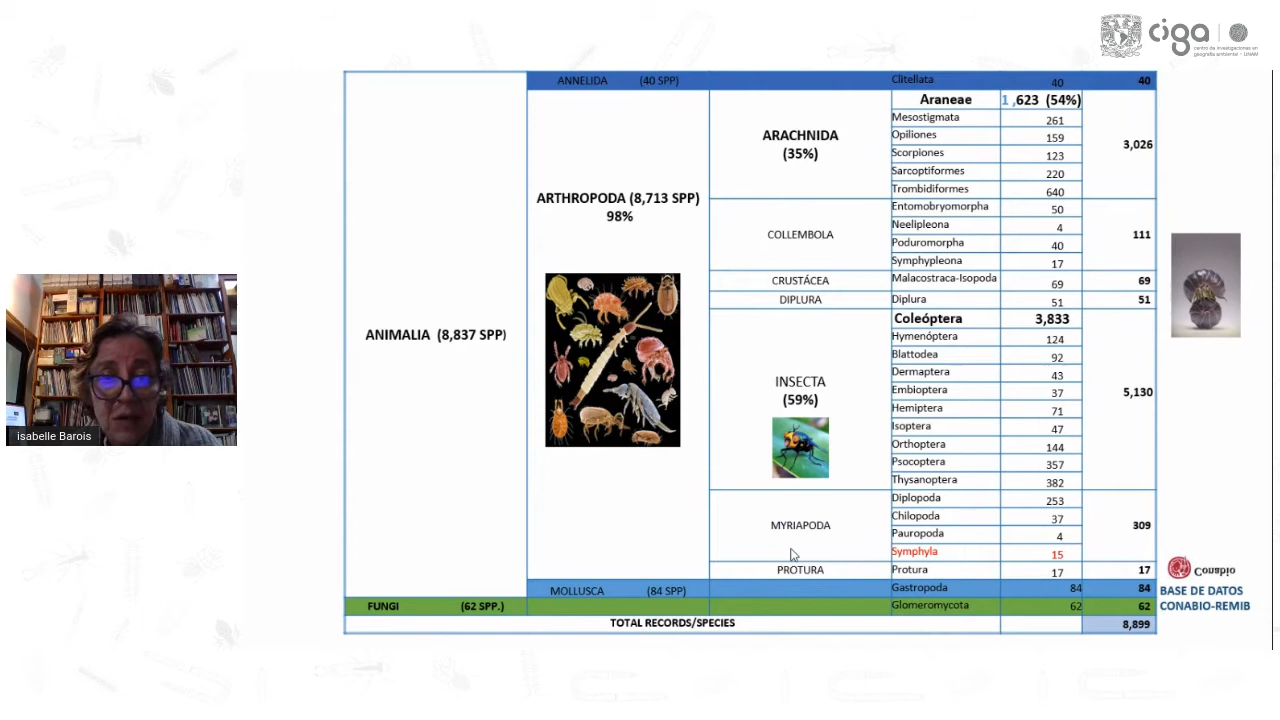 ciga
centro de investigaciones en
geografía ambiental - UNAM
ANNELIDA (40 SPP) Clitellata 40 40
Araneae 1 ,623 (54%)
Mesostigmata 261
ARACHNIDA
(35%)
Opiliones 159
3,026
Scorpiones 123
Sarcoptiformes 220
Trombidiformes 640
ARTHROPODA (8,713 SPP)
98%
Entomobryomorpha 50
Neelipleona 4
COLLEMBOLA 111
Poduromorpha 40
Symphypleona 17
CRUSTÁCEA Malacostraca-Isopoda 69 69
DIPLURA Diplura 51 51
ANIMALIA (8,837 SPP)
Coleóptera 3,833
Hymenóptera 124
Blattodea 92
Dermaptera 43
INSECTA
(59%)
Embioptera 37
5,130
Hemiptera 71
Isoptera 47
Orthoptera 144
Psocoptera 357
Thysanoptera 382
Diplopoda 253
Chilopoda 37
MYRIAPODA 309
Pauropoda 4
Symphyla 15
PROTURA Protura 17 17
MOLLUSCA (84 SPP) Gastropoda 84 84
FUNGI (62 SPP.) Glomeromycota 62 62
TOTAL RECORDS/SPECIES 8,899
Conabio
BASE DE DATOS
CONABIO-REMIB
isabelle Barois